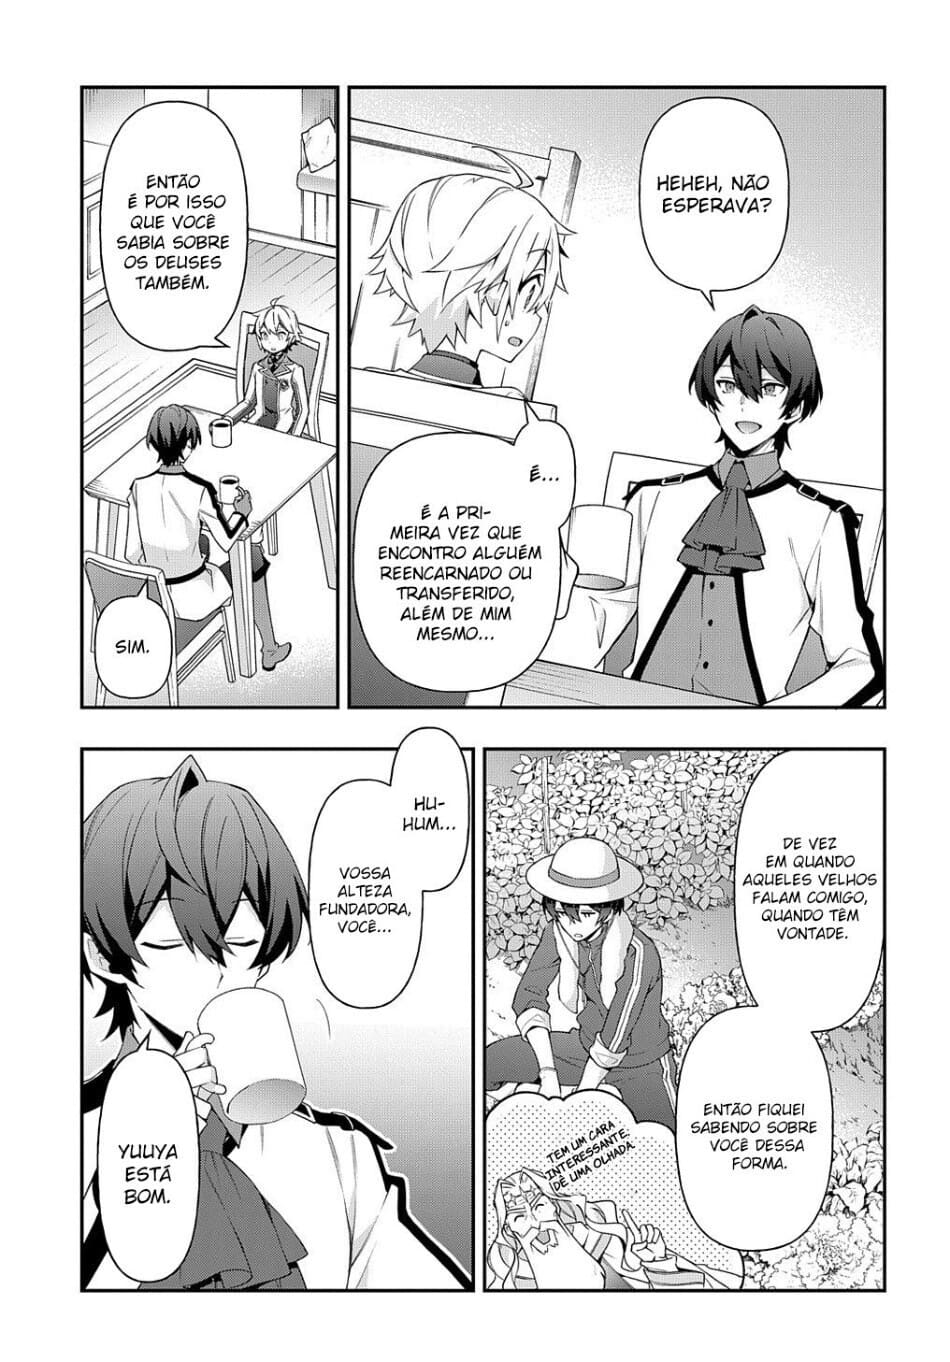 HEHEH, NÃO
ESPERAVA?
É...
É A PRI-
MEIRA VEZ QUE
ENCONTRO ALGUÉM
REENCARNADO OU
TRANSFERIDO,
ALÉM DE MIM
MESMO...
ENTÃO
É POR ISSO
QUE VOCÊ
SABIA SOBRE
OS DEUSES
TAMBÉM.
SIM.
DE VEZ
EM QUANDO
AQUELES VELHOS
FALAM COMIGO,
QUANDO TÊM
VONTADE.
ENTÃO FIQUEI
SABENDO SOBRE
VOCÊ DESSA
FORMA.
TEM UM CARA
INTERESSANTE.
DE UMA OLHADA.
HU-
HUM...
VOSSA
ALTEZA
FUNDADORA,
VOCÊ...
YUUYA
ESTÁ
BOM.